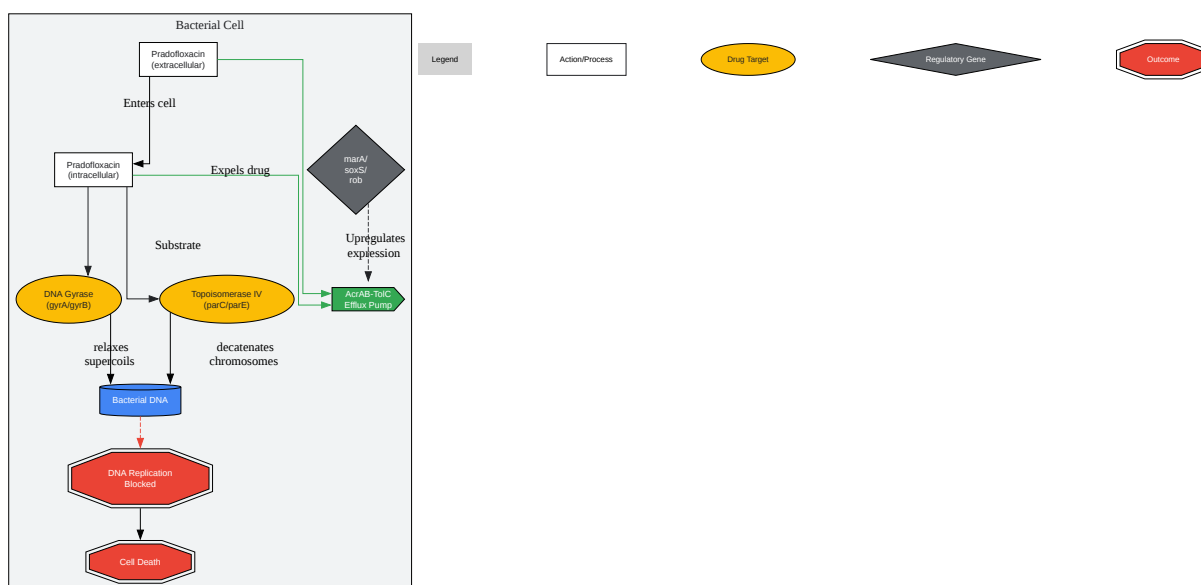 Bacterial Cell
Pradofloxacin
(extracellular)
Legend
Action/Process
Drug Target
Regulatory Gene
Outcome
Enters cell
Pradofloxacin
(intracellular)
Expels drug
marA/
soxS/
rob
Substrate
Upregulates
expression
DNA Gyrase
(gyrA/gyrB)
Topoisomerase IV
(parC/parE)
AcrAB-TolC
Efflux Pump
relaxes
supercoils
decatenates
chromosomes
Bacterial DNA
DNA Replication
Blocked
Cell Death